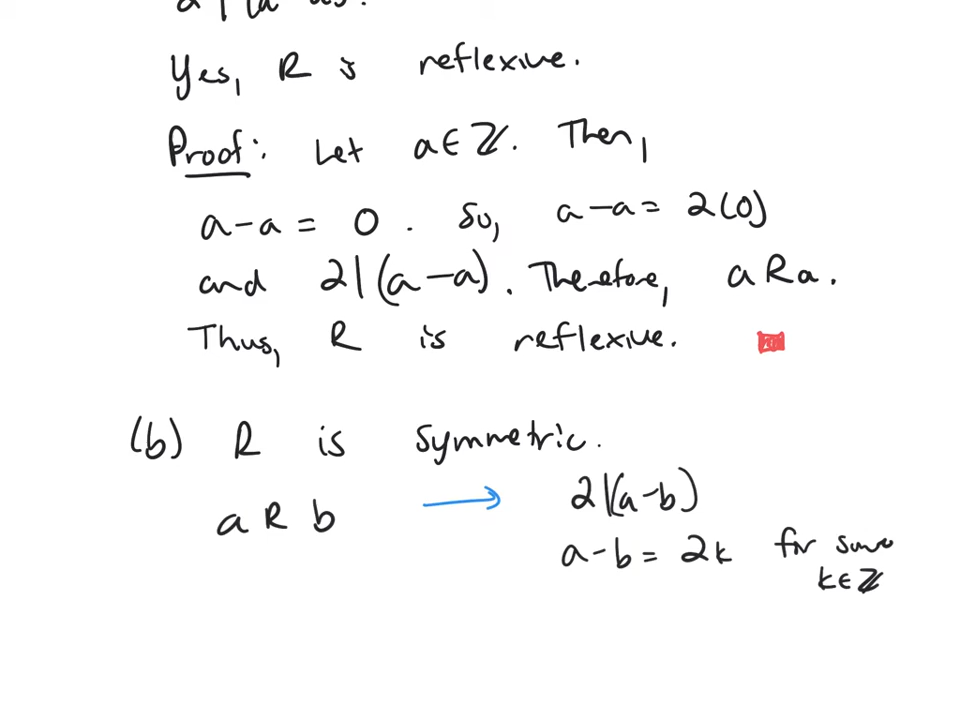 Yes, R is reflexive.
Proof: Let a∈ℤ. Then,
a-a = 0. So, a-a = 2(0)
and 2|(a-a). Therefore, a R a.
Thus, R is reflexive.
(b) R is symmetric.
a R b → 2|(a-b)
a-b = 2k for some
k∈ℤ